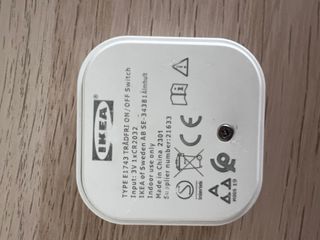 IKEA
TYPE E1743 TRÅDFRI ON/OFF Switch
Input: 3V 1xCR2032
IKEA of Sweden AB SE-34381 Älmhult
Indoor use only
Made in China 2301
Supplier number: 21633
Intertek